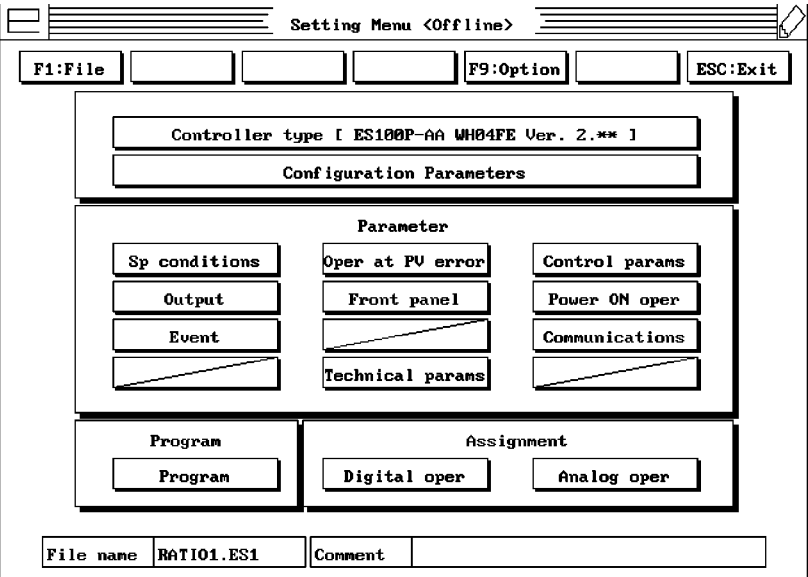 Setting Menu <Offline>
F1:File F9:Option ESC:Exit
Controller type [ ES100P-AA WH04FE Ver. 2.** ]
Configuration Parameters
Parameter
Sp conditions Oper at PV error Control params
Output Front panel Power ON oper
Event Communications
Technical params
Program Assignment
Program Digital oper Analog oper
File name RATIO1.ES1 Comment